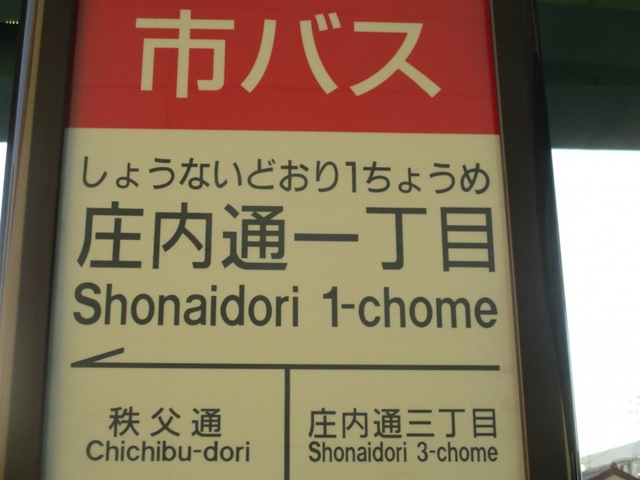 市バス
しょうないどおり1ちょうめ
庄内通一丁目
Shonaidori 1-chome
秩父通
Chichibu-dori
庄内通三丁目
Shonaidori 3-chome